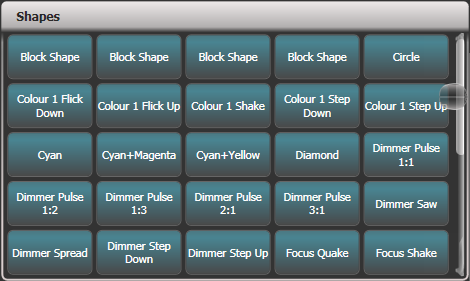 Shapes
Block Shape Block Shape Block Shape Block Shape Circle
Colour 1 Flick Down Colour 1 Flick Up Colour 1 Shake Colour 1 Step Down Colour 1 Step Up
Cyan Cyan+Magenta Cyan+Yellow Diamond Dimmer Pulse 1:1
Dimmer Pulse 1:2 Dimmer Pulse 1:3 Dimmer Pulse 2:1 Dimmer Pulse 3:1 Dimmer Saw
Dimmer Spread Dimmer Step Down Dimmer Step Up Focus Quake Focus Shake